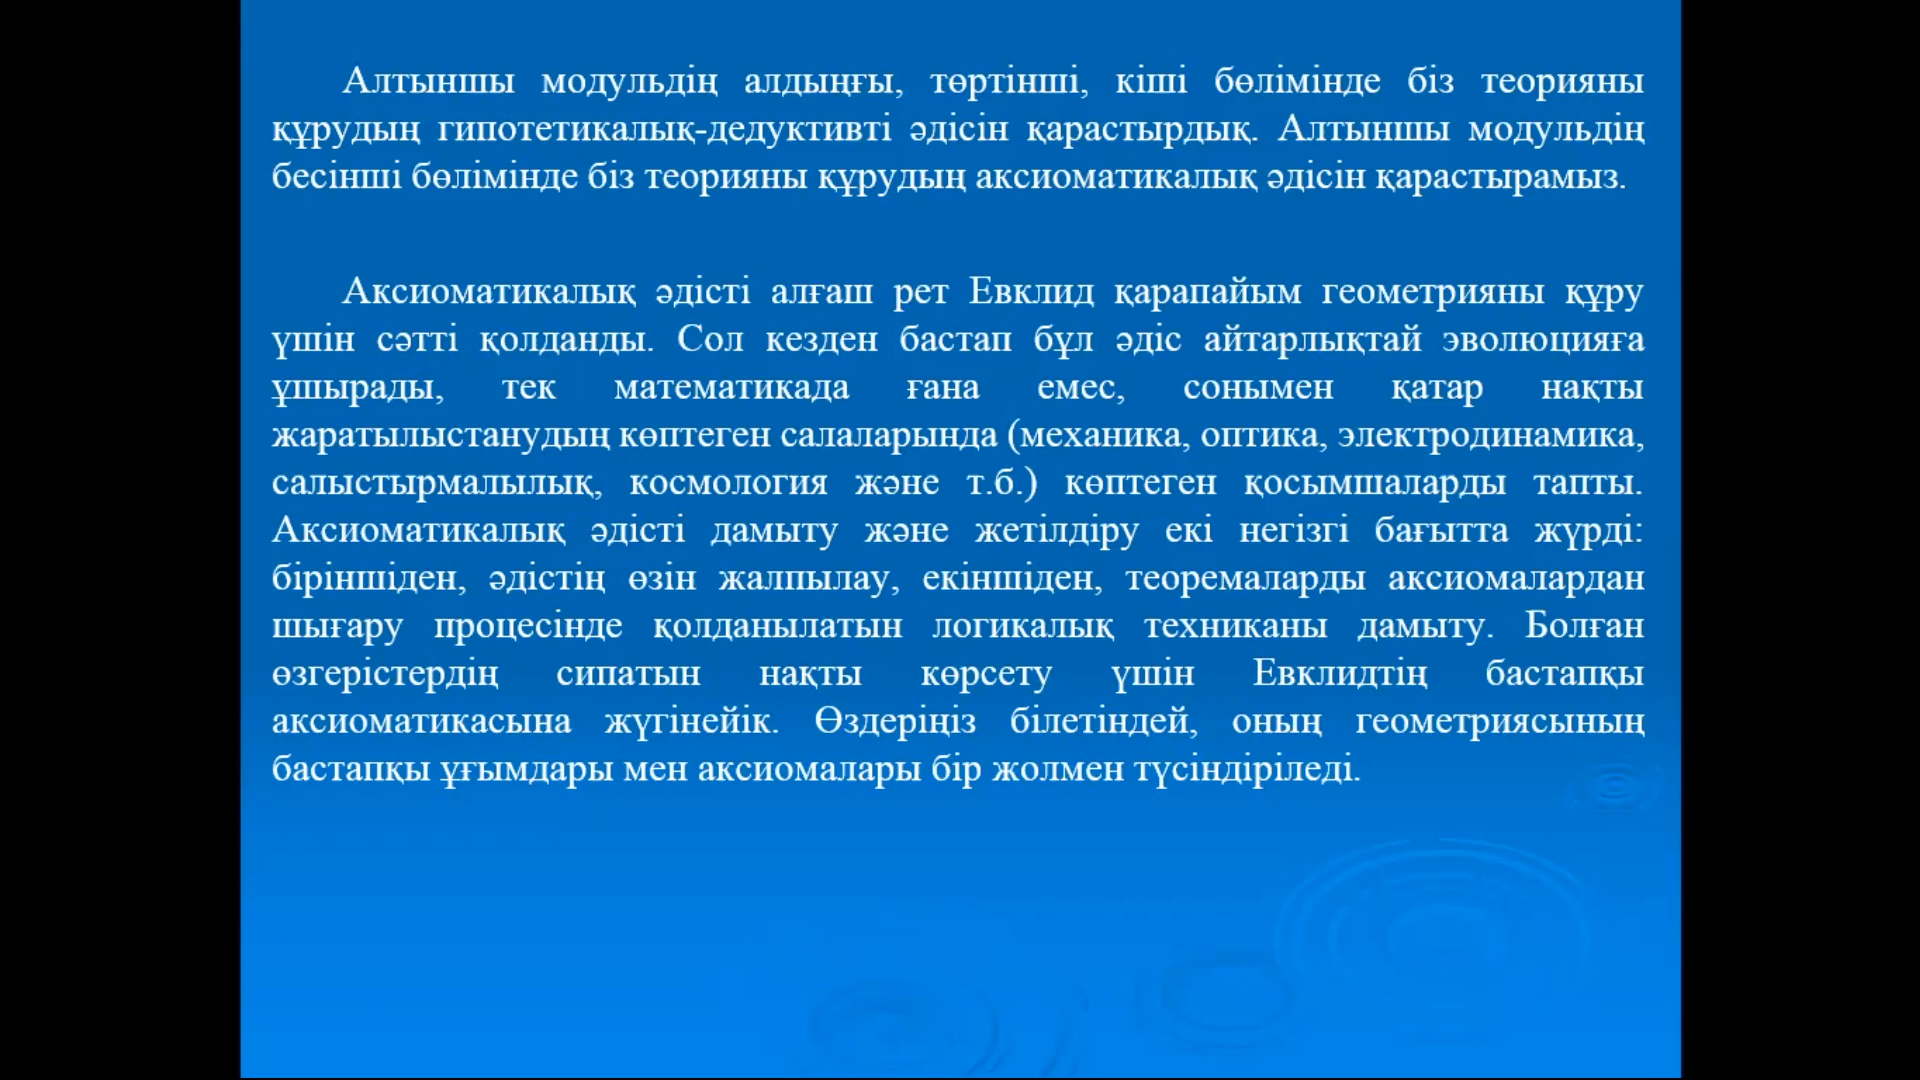 Алтыншы модульдің алдыңғы, төртінші, кіші бөлімінде біз теорияны
құрудың гипотетикалық-дедуктивті әдісін қарастырдық. Алтыншы модульдің
бесінші бөлімінде біз теорияны құрудың аксиоматикалық әдісін қарастырамыз.
Аксиоматикалық әдісті алғаш рет Евклид қарапайым геометрияны құру
үшін сәтті қолданды. Сол кезден бастап бұл әдіс айтарлықтай эволюцияға
ұшырады, тек математикада ғана емес, сонымен қатар нақты
жаратылыстанудың көптеген салаларында (механика, оптика, электродинамика,
салыстырмалылық, космология және т.б.) көптеген қосымшаларды тапты.
Аксиоматикалық әдісті дамыту және жетілдіру екі негізгі бағытта жүрді:
біріншіден, әдістің өзін жалпылау, екіншіден, теоремаларды аксиомалардан
шығару процесінде қолданылатын логикалық техниканы дамыту. Болған
өзгерістердің сипатын нақты көрсету үшін Евклидтің бастапқы
аксиоматикасына жүгінейік. Өздеріңіз білетіндей, оның геометриясының
бастапқы ұғымдары мен аксиомалары бір жолмен түсіндіріледі.